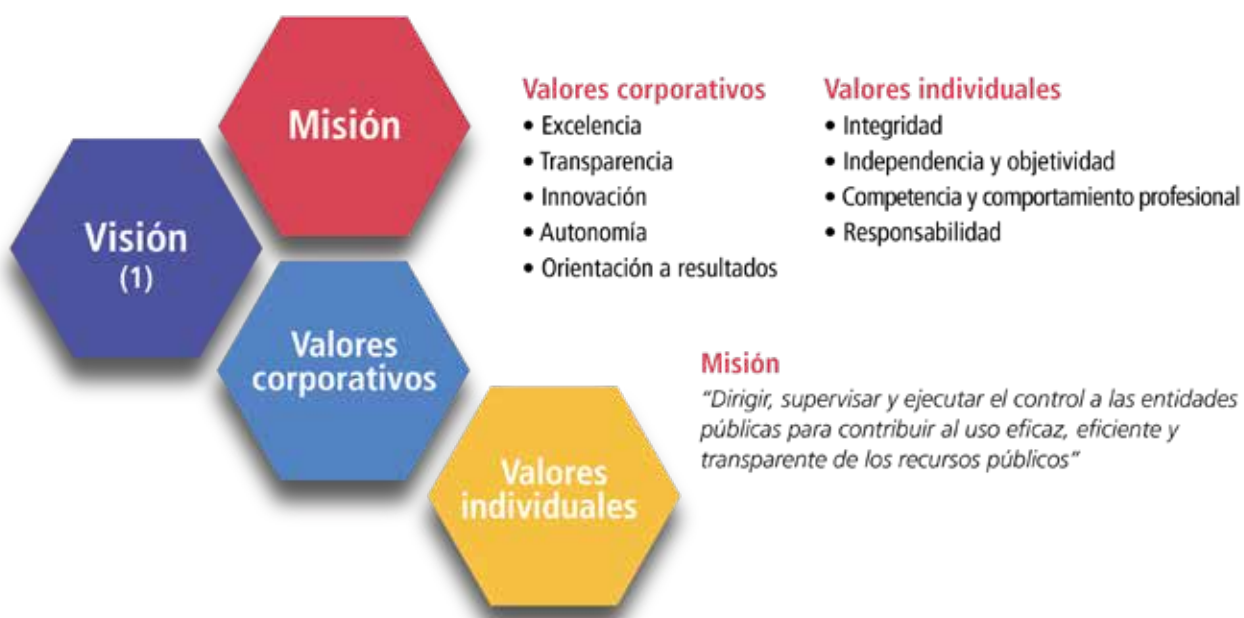 Misión
Visión
(1)
Valores
corporativos
Valores
individuales
Valores corporativos
• Excelencia
• Transparencia
• Innovación
• Autonomía
• Orientación a resultados
Valores individuales
• Integridad
• Independencia y objetividad
• Competencia y comportamiento profesional
• Responsabilidad
Misión
“Dirigir, supervisar y ejecutar el control a las entidades
públicas para contribuir al uso eficaz, eficiente y
transparente de los recursos públicos”